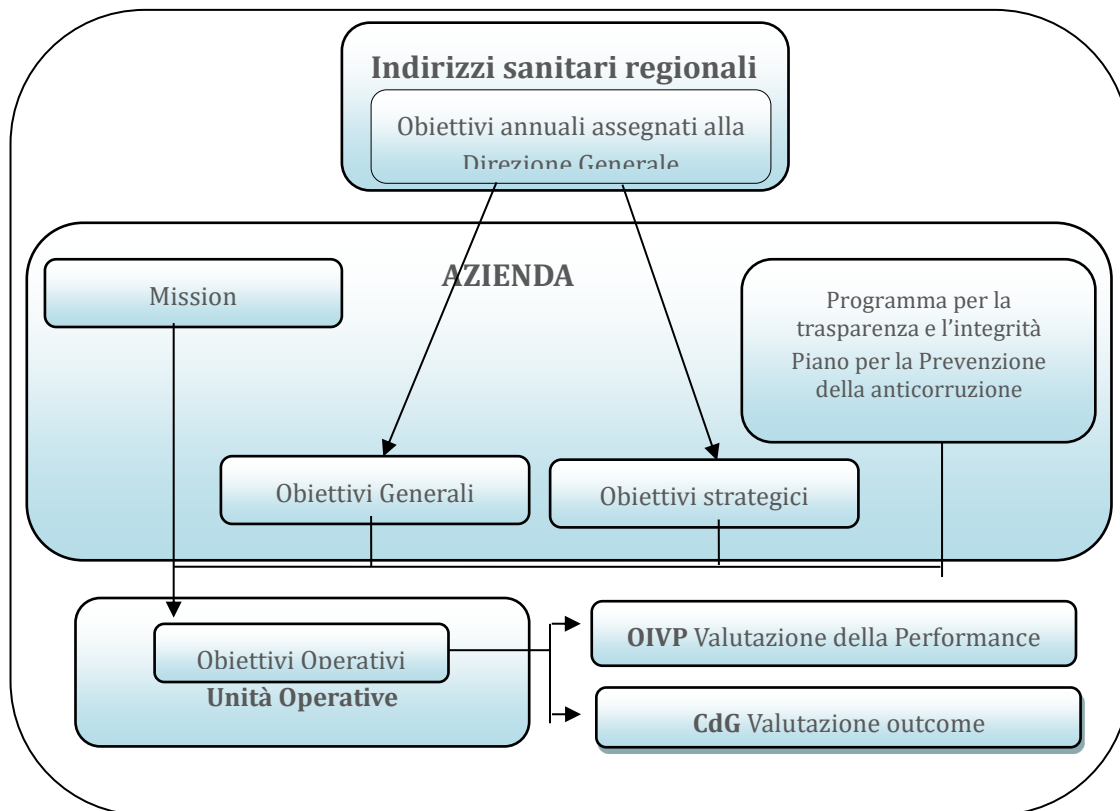 Indirizzi sanitari regionali
Obiettivi annuali assegnati alla
Direzione Generale
AZIENDA
Mission
Programma per la
trasparenza e l’integrità
Piano per la Prevenzione
della anticorruzione
Obiettivi Generali
Obiettivi strategici
Obiettivi Operativi
Unità Operative
OIVP Valutazione della Performance
CdG Valutazione outcome